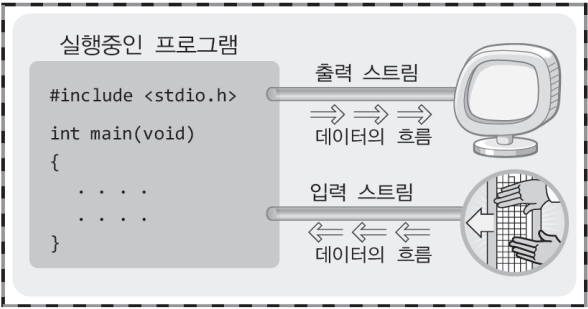 실행중인 프로그램
#include <stdio.h>
int main(void)
{
. . . .
. . . .
}
출력 스트림
데이터의 흐름
입력 스트림
데이터의 흐름